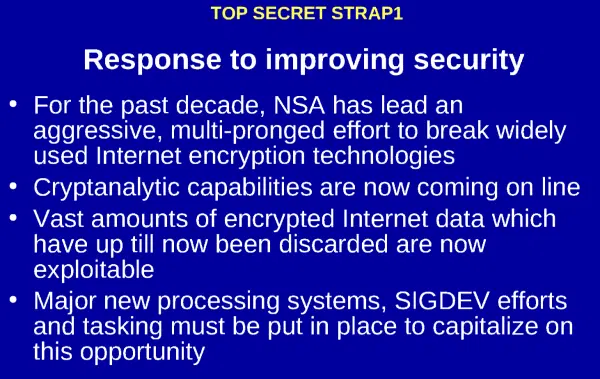 TOP SECRET STRAP1
Response to improving security
• For the past decade, NSA has lead an
aggressive, multi-pronged effort to break widely
used Internet encryption technologies
• Cryptanalytic capabilities are now coming on line
• Vast amounts of encrypted Internet data which
have up till now been discarded are now
exploitable
• Major new processing systems, SIGDEV efforts
and tasking must be put in place to capitalize on
this opportunity